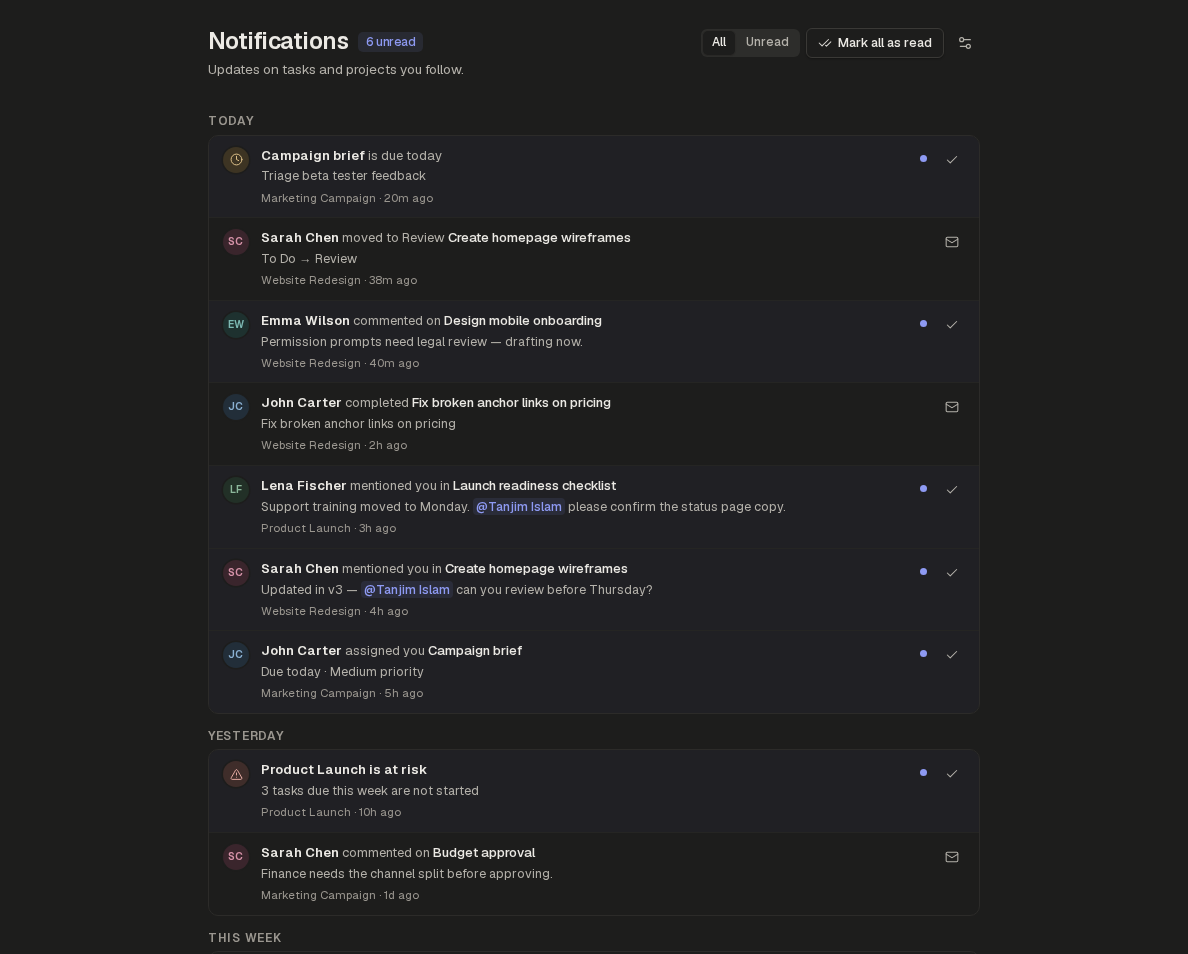 Notifications 6 unread All Unread Mark all as read
Updates on tasks and projects you follow.
TODAY
Campaign brief is due today
Triage beta tester feedback
Marketing Campaign · 20m ago
SC Sarah Chen moved to Review Create homepage wireframes
To Do → Review
Website Redesign · 38m ago
EW Emma Wilson commented on Design mobile onboarding
Permission prompts need legal review — drafting now.
Website Redesign · 40m ago
JC John Carter completed Fix broken anchor links on pricing
Fix broken anchor links on pricing
Website Redesign · 2h ago
LF Lena Fischer mentioned you in Launch readiness checklist
Support training moved to Monday. @Tanjim Islam please confirm the status page copy.
Product Launch · 3h ago
SC Sarah Chen mentioned you in Create homepage wireframes
Updated in v3 — @Tanjim Islam can you review before Thursday?
Website Redesign · 4h ago
JC John Carter assigned you Campaign brief
Due today · Medium priority
Marketing Campaign · 5h ago
YESTERDAY
Product Launch is at risk
3 tasks due this week are not started
Product Launch · 10h ago
SC Sarah Chen commented on Budget approval
Finance needs the channel split before approving.
Marketing Campaign · 1d ago
THIS WEEK